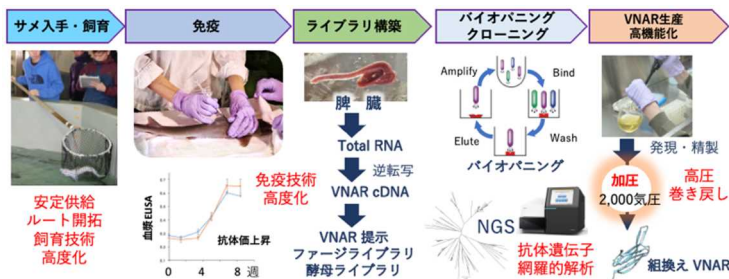 サメ入手・飼育
安定供給
ルート開拓
飼育技術
高度化
免疫
血漿ELISA
免疫技術
高度化
抗体価上昇
0 4 8 週
ライブラリ構築
脾 臓
Total RNA
逆転写
VNAR cDNA
VNAR 提示
ファージライブラリ
酵母ライブラリ
バイオパニング
クローニング
Amplify
Bind
Elute
Wash
バイオパニング
NGS
抗体遺伝子
網羅的解析
VNAR生産
高機能化
発現・精製
加圧
2,000気圧
高圧
巻き戻し
組換え VNAR